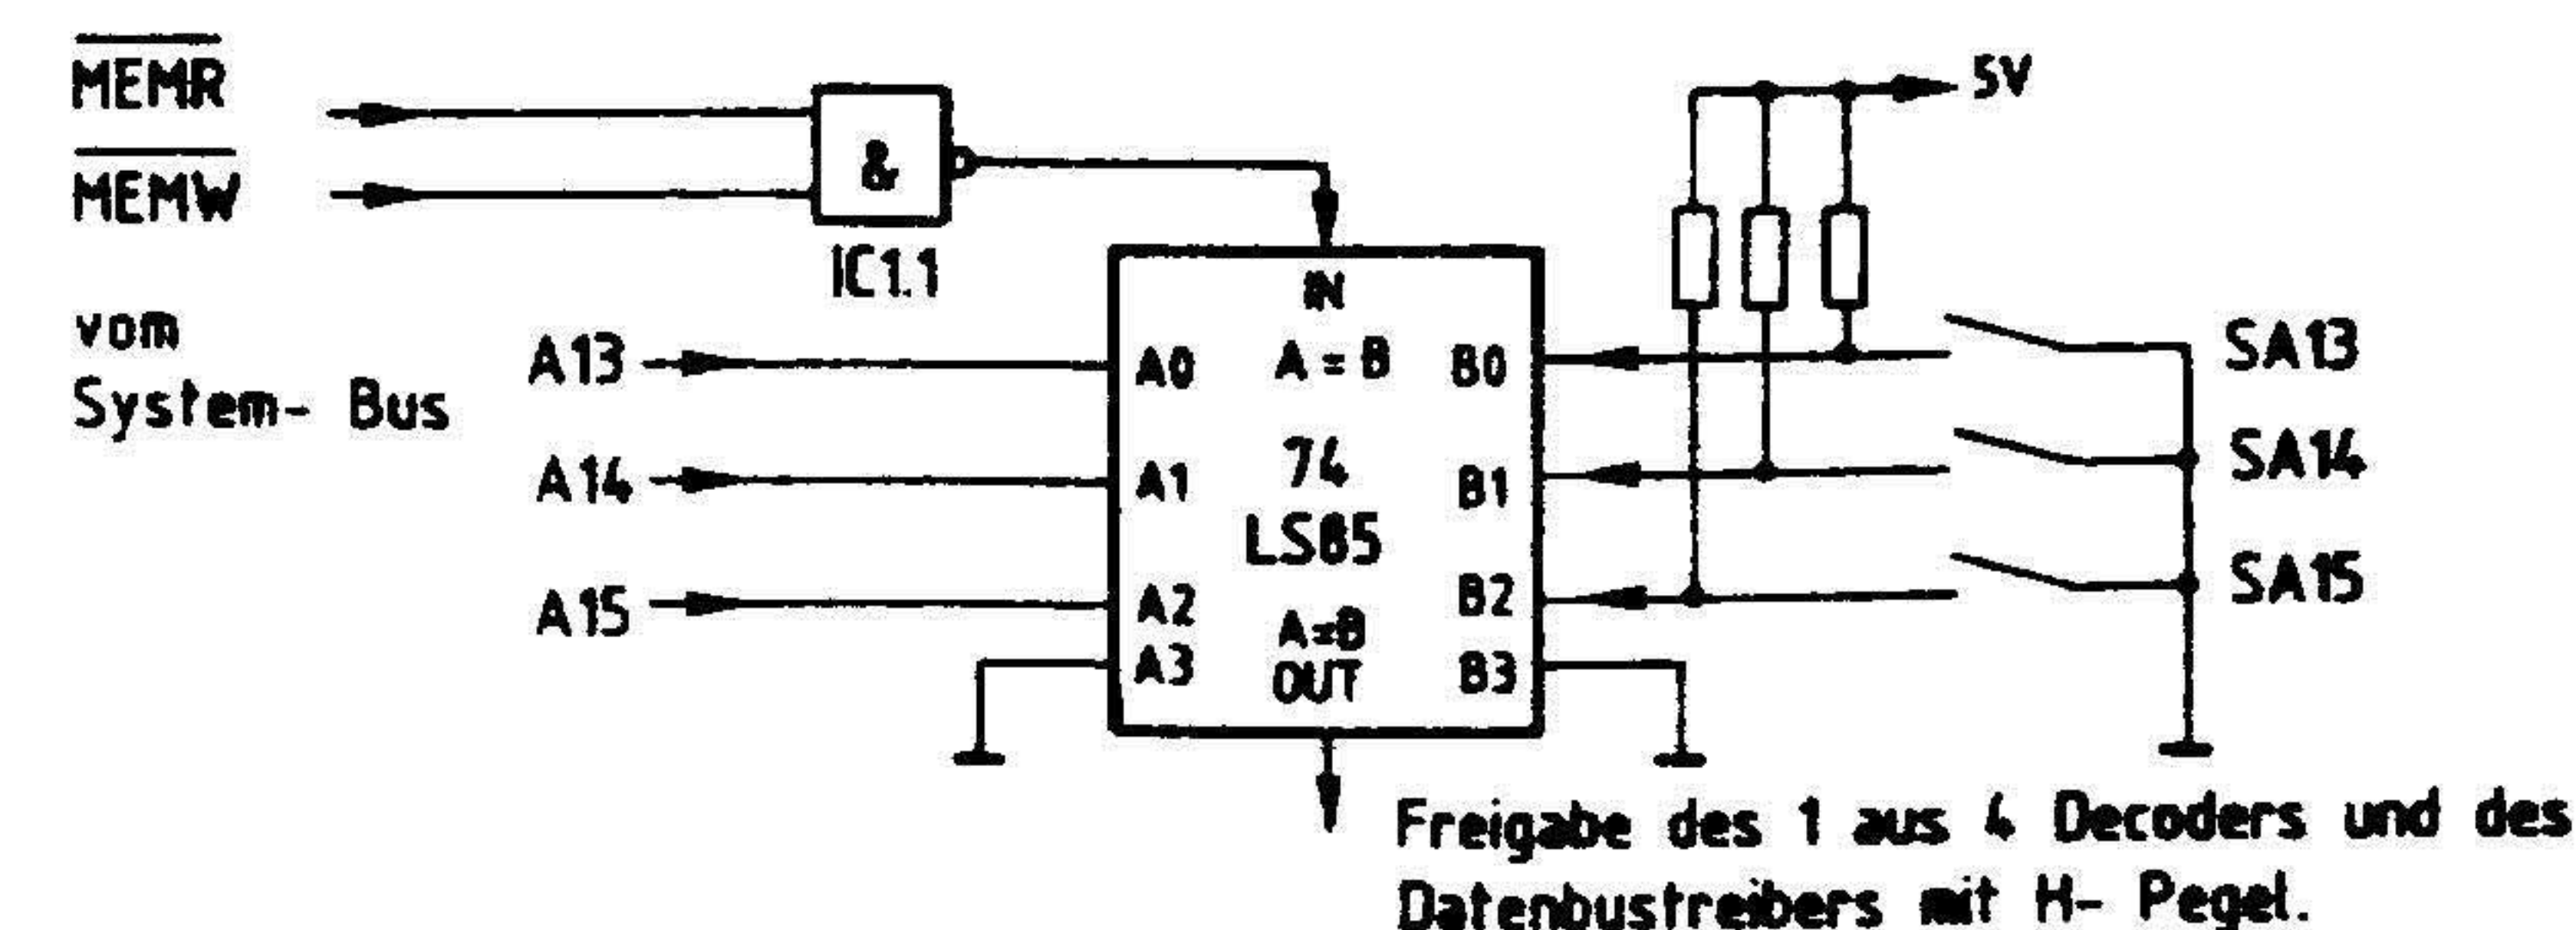 MEMR
MEMW
&
IC1.1
5V
vom
System- Bus
A13
A14
A15
IN
A = B
74
LS85
A=B
OUT
A0
A1
A2
A3
B0
B1
B2
B3
SA13
SA14
SA15
Freigabe des 1 aus 4 Decoders und des
Datenbustreibers mit H- Pegel.